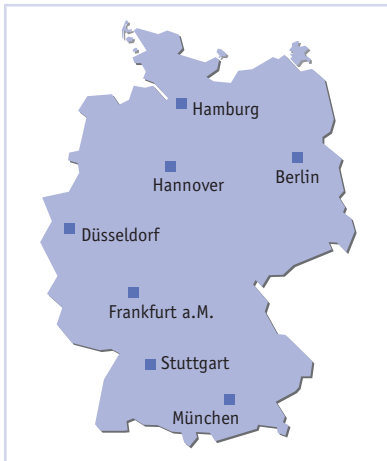 Hamburg
Berlin
Hannover
Düsseldorf
Frankfurt a.M.
Stuttgart
München